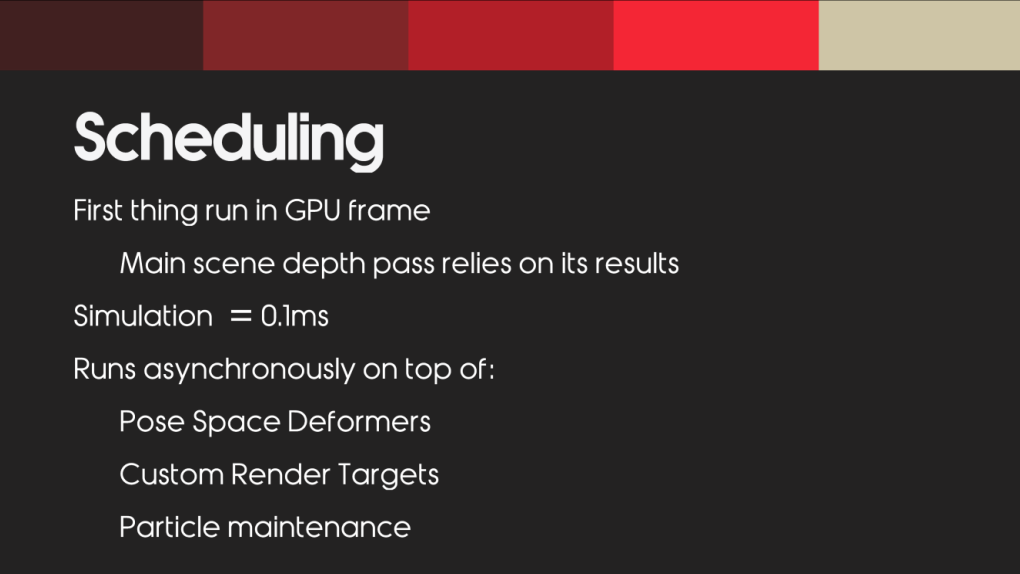 Scheduling
First thing run in GPU frame
Main scene depth pass relies on its results
Simulation = 0.1ms
Runs asynchronously on top of:
Pose Space Deformers
Custom Render Targets
Particle maintenance